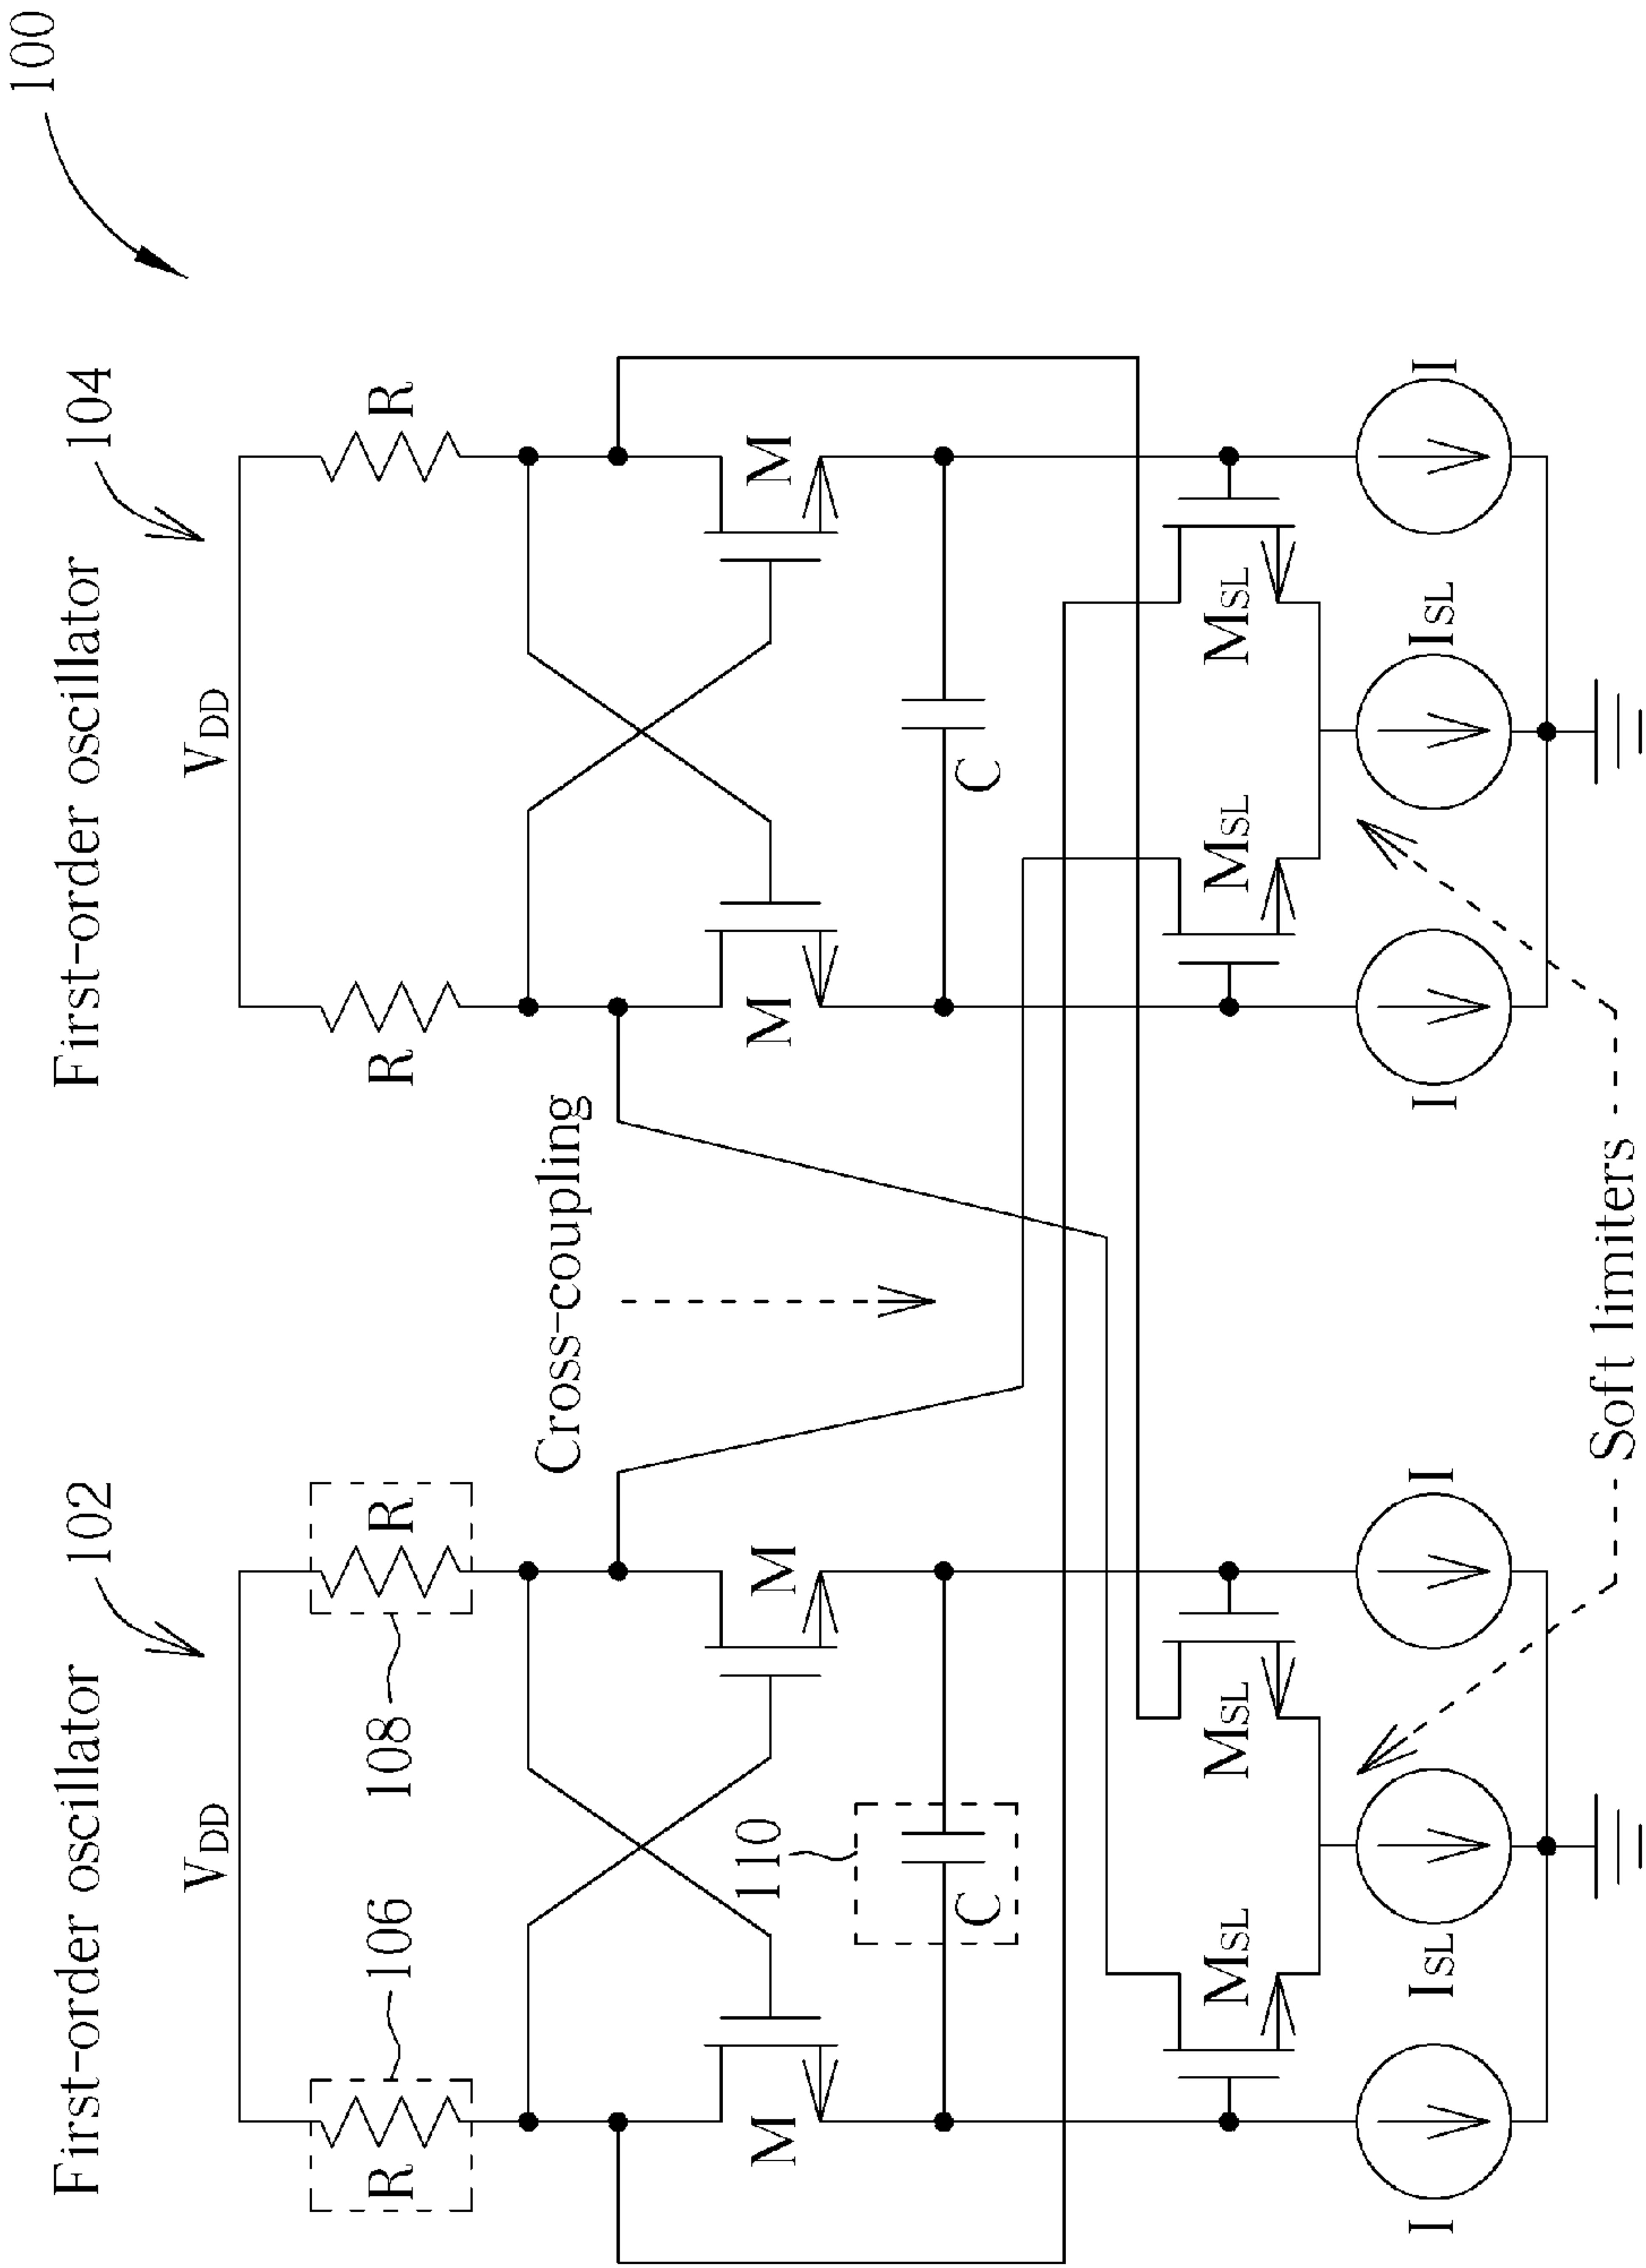 100
First-order oscillator 102
First-order oscillator 104
VDD
VDD
R
106
108
R
R
R
Cross-coupling
M
M
M
M
110
C
C
MSL
MSL
MSL
MSL
I
ISL
I
I
ISL
I
Soft limiters